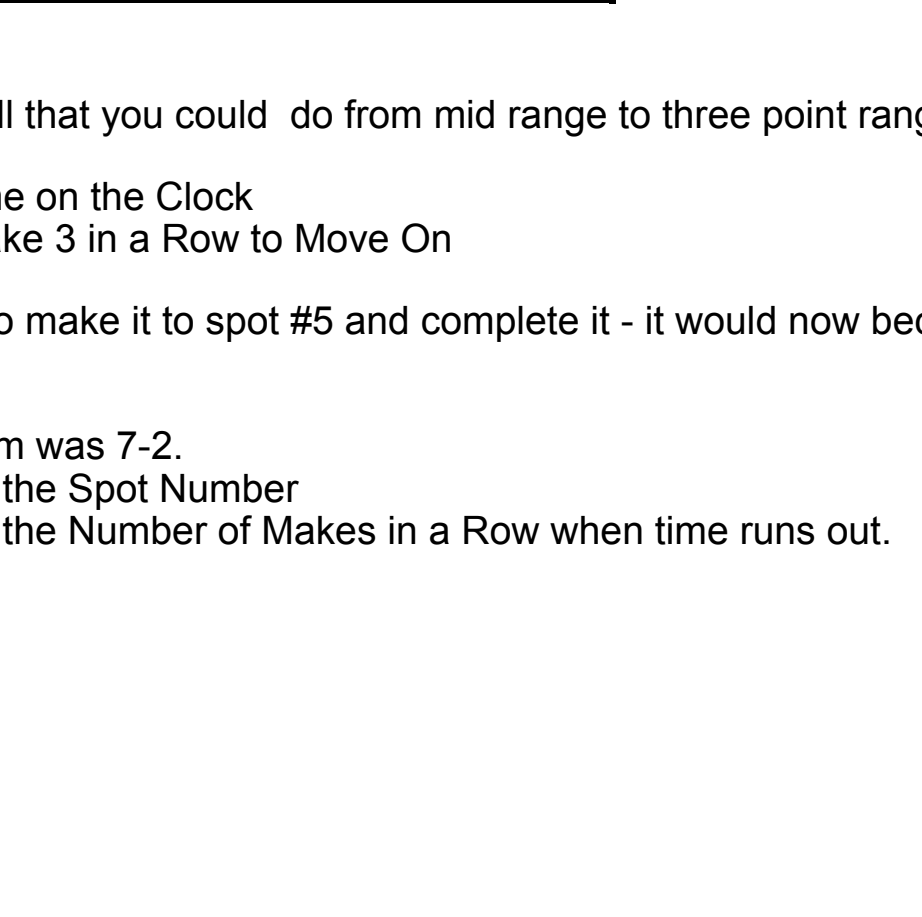 ll that you could  do from mid range to three point rang
e on the Clock
ke 3 in a Row to Move On
o make it to spot #5 and complete it - it would now bec
m was 7-2.
the Spot Number
the Number of Makes in a Row when time runs out.